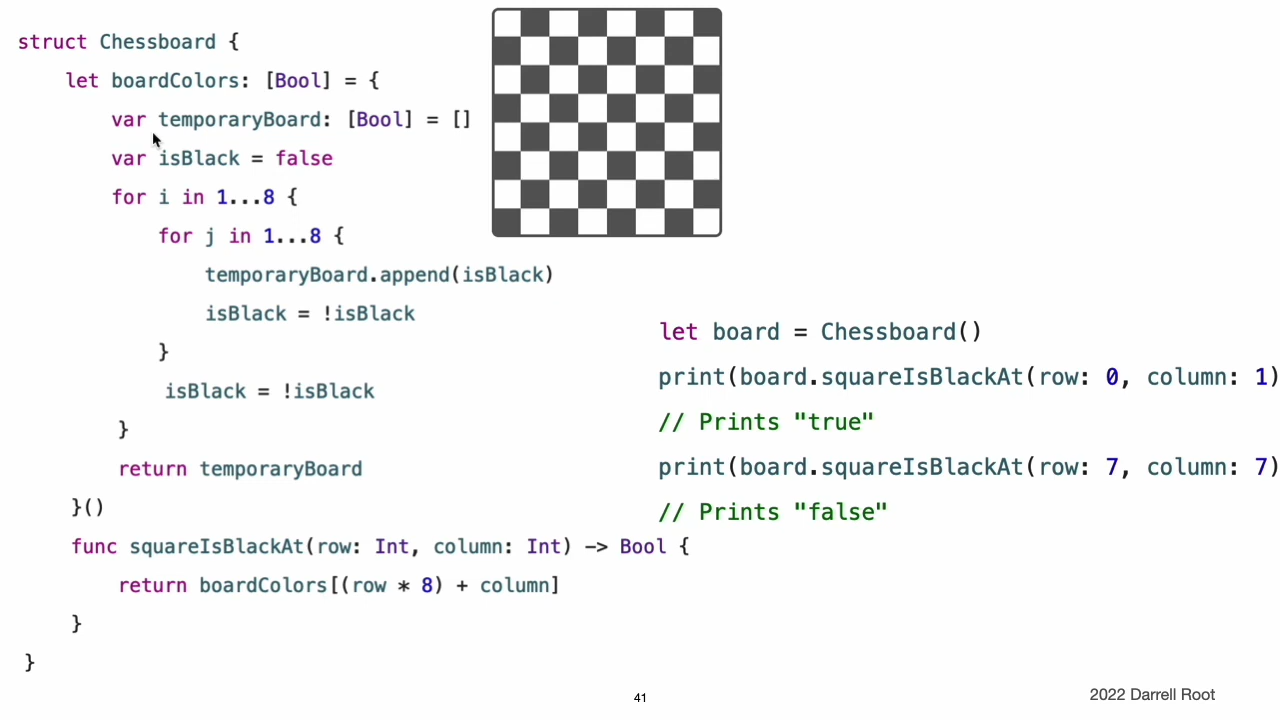 struct Chessboard {
let boardColors: [Bool] = {
var temporaryBoard: [Bool] = []
var isBlack = false
for i in 1...8 {
for j in 1...8 {
temporaryBoard.append(isBlack)
isBlack = !isBlack
}
isBlack = !isBlack
}
return temporaryBoard
}()
func squareIsBlackAt(row: Int, column: Int) -> Bool {
return boardColors[(row * 8) + column]
}
}
let board = Chessboard()
print(board.squareIsBlackAt(row: 0, column: 1)
// Prints "true"
print(board.squareIsBlackAt(row: 7, column: 7)
// Prints "false"
41
2022 Darrell Root